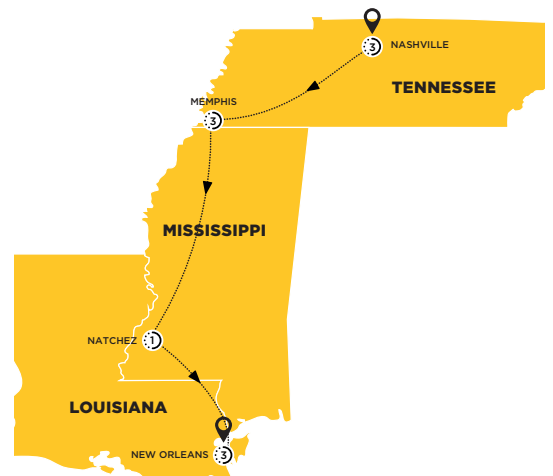 3
NASHVILLE
TENNESSEE
MEMPHIS
3
MISSISSIPPI
NATCHEZ
1
LOUISIANA
NEW ORLEANS
3